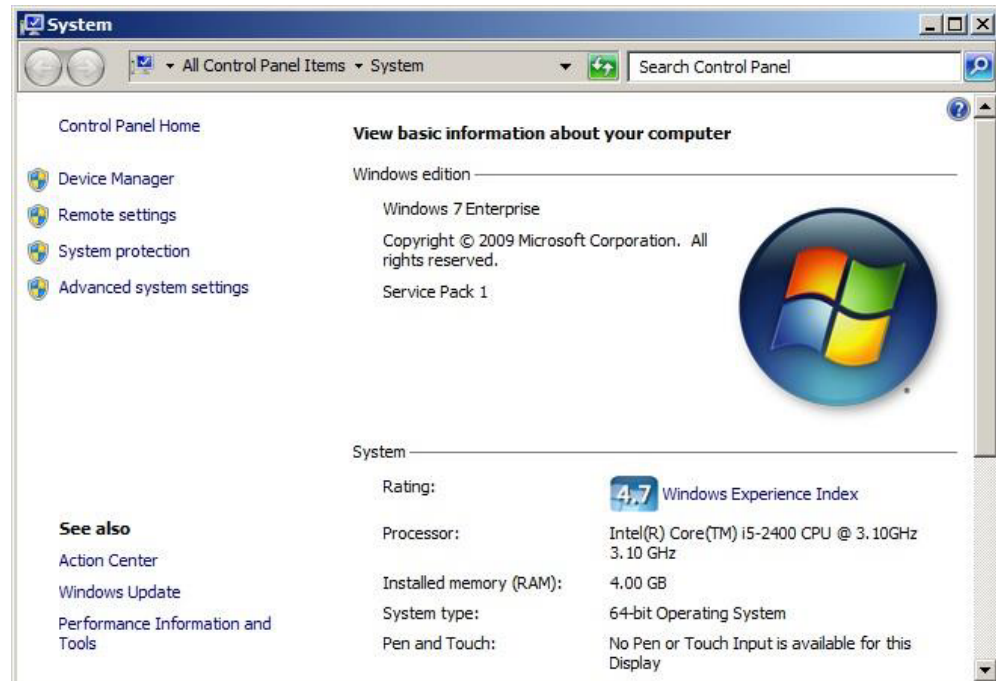 System
All Control Panel Items System
Search Control Panel
Control Panel Home
Device Manager
Remote settings
System protection
Advanced system settings
See also
Action Center
Windows Update
Performance Information and
Tools
View basic information about your computer
Windows edition
Windows 7 Enterprise
Copyright © 2009 Microsoft Corporation. All
rights reserved.
Service Pack 1
System
Rating:
4.7 Windows Experience Index
Processor:
Intel(R) Core(TM) i5-2400 CPU @ 3.10GHz
3.10 GHz
Installed memory (RAM):
4.00 GB
System type:
64-bit Operating System
Pen and Touch:
No Pen or Touch Input is available for this
Display